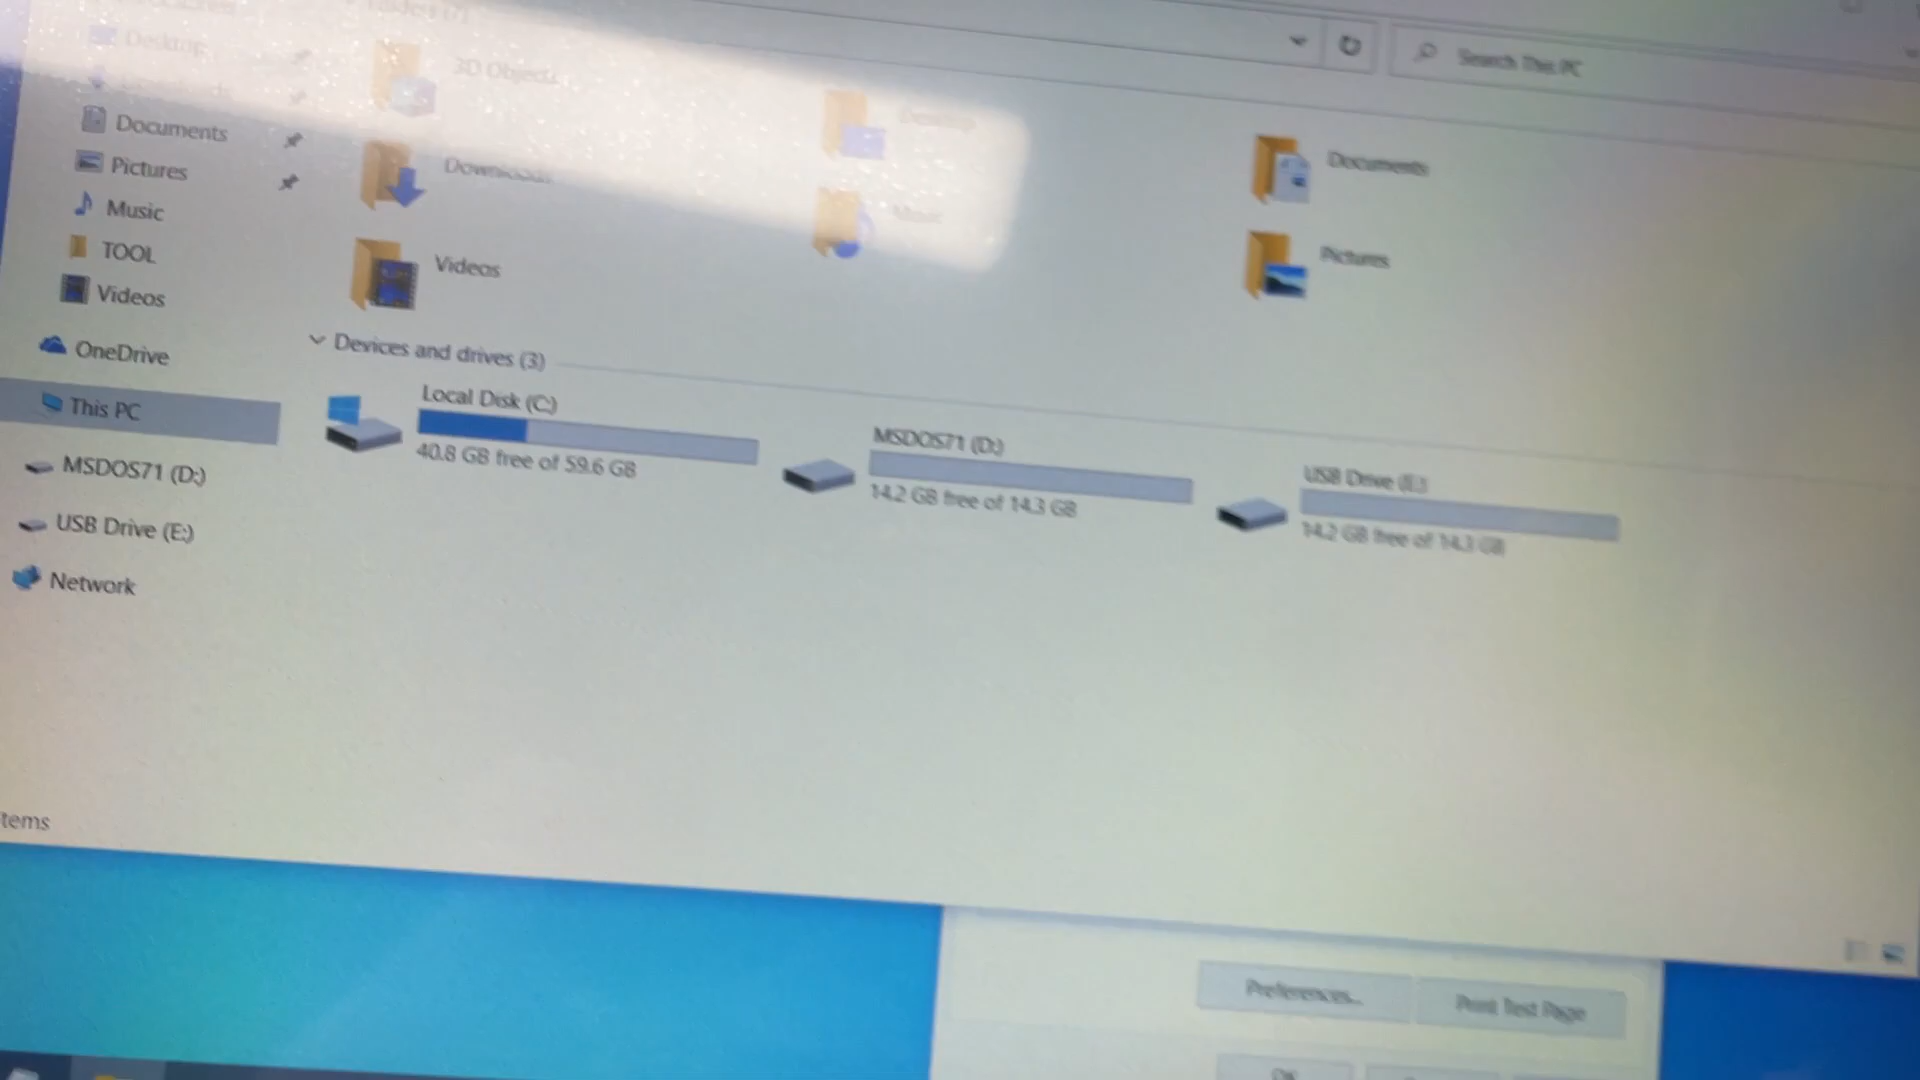 Folders (7)
Search This PC
Desktop
3D Objects
Desktop
Documents
Documents
Pictures
Downloads
Music
Pictures
Music
TOOL
Videos
Videos
OneDrive
Devices and drives (3)
This PC
Local Disk (C:)
40.8 GB free of 59.6 GB
MSDOS71 (D:)
14.2 GB free of 14.3 GB
USB Drive (E:)
14.2 GB free of 14.3 GB
MSDOS71 (D:)
USB Drive (E:)
Network
tems
Preferences...
Print Test Page
OK